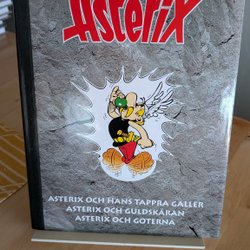 Asterix
ASTERIX OCH HANS TAPPRA GALLER
ASTERIX OCH GULDSKÄRAN
ASTERIX OCH GOTERNA